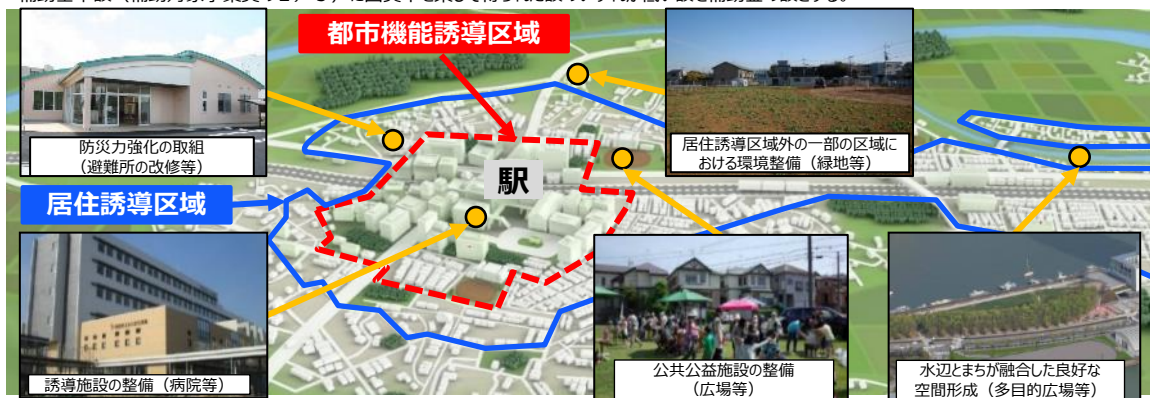 都市機能誘導区域
防災力強化の取組
(避難所の改修等)
居住誘導区域外の一部の区域に
おける環境整備(緑地等)
駅
居住誘導区域
誘導施設の整備(病院等)
公共公益施設の整備
(広場等)
水辺とまちが融合した良好な
空間形成(多目的広場等)